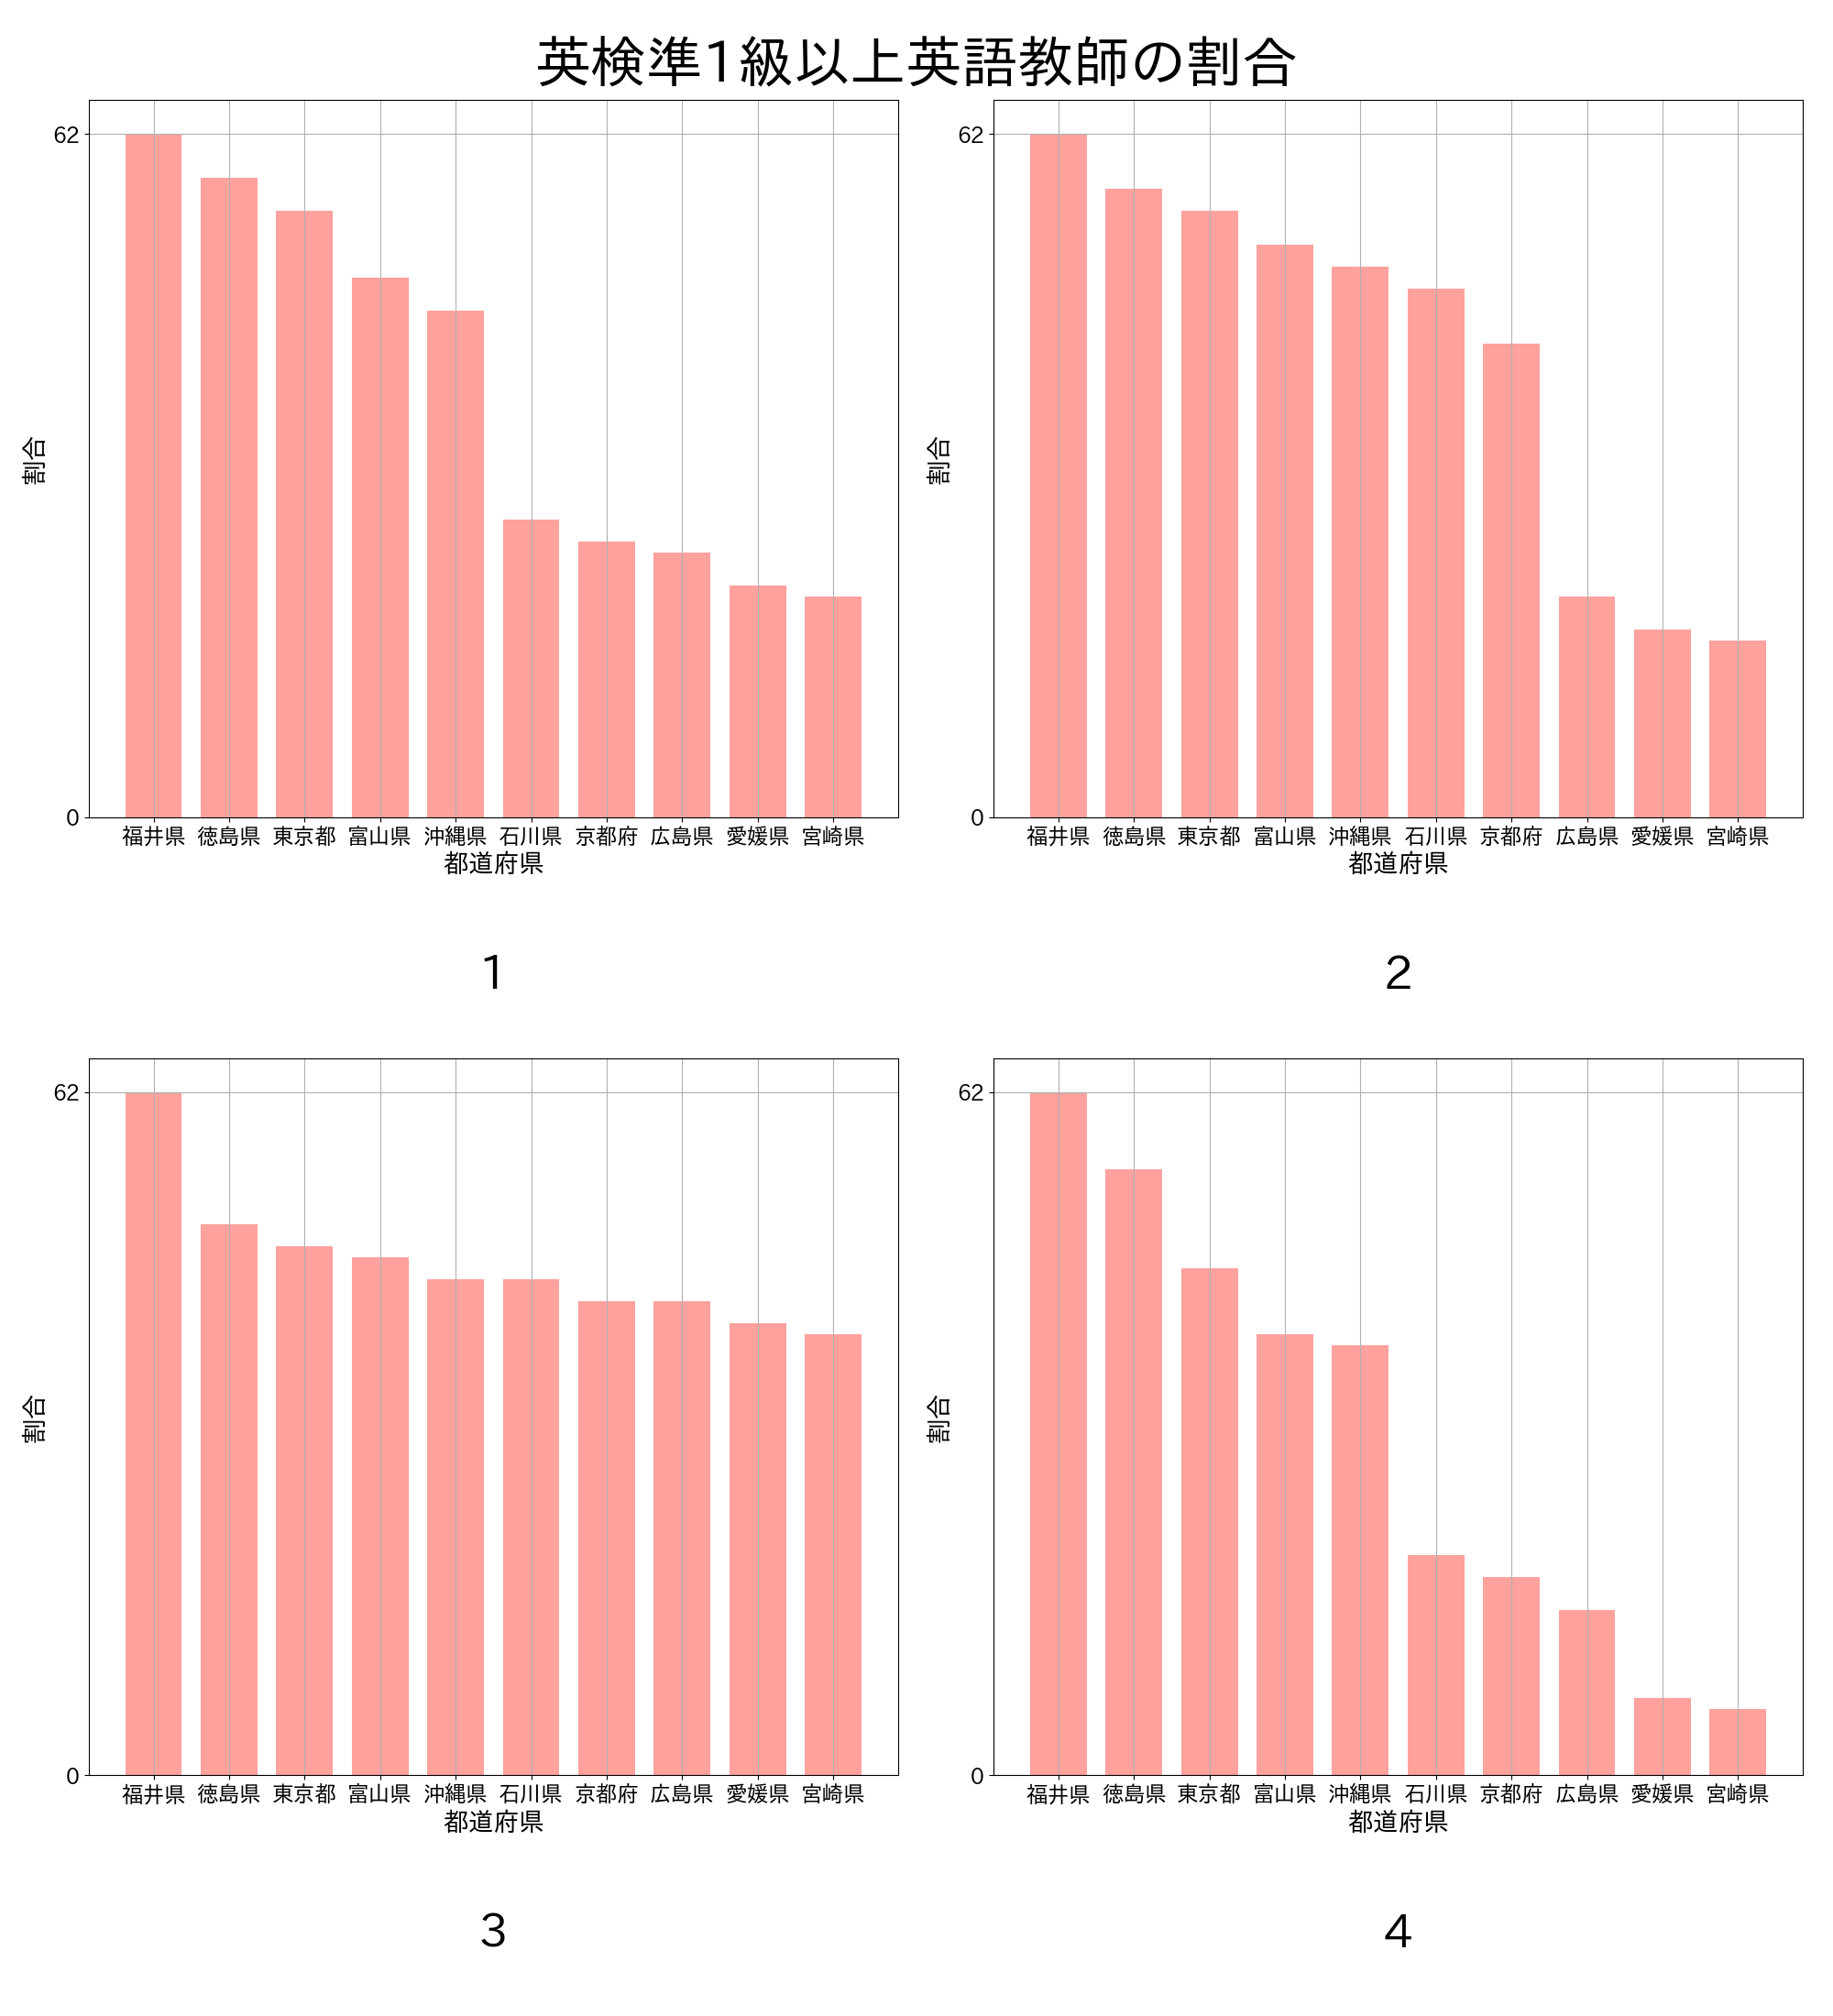 英検準1級以上英語教師の割合
62
割合
0
福井県 徳島県 東京都 富山県 沖縄県 石川県 京都府 広島県 愛媛県 宮崎県
都道府県
1
62
割合
0
福井県 徳島県 東京都 富山県 沖縄県 石川県 京都府 広島県 愛媛県 宮崎県
都道府県
2
62
割合
0
福井県 徳島県 東京都 富山県 沖縄県 石川県 京都府 広島県 愛媛県 宮崎県
都道府県
3
62
割合
0
福井県 徳島県 東京都 富山県 沖縄県 石川県 京都府 広島県 愛媛県 宮崎県
都道府県
4